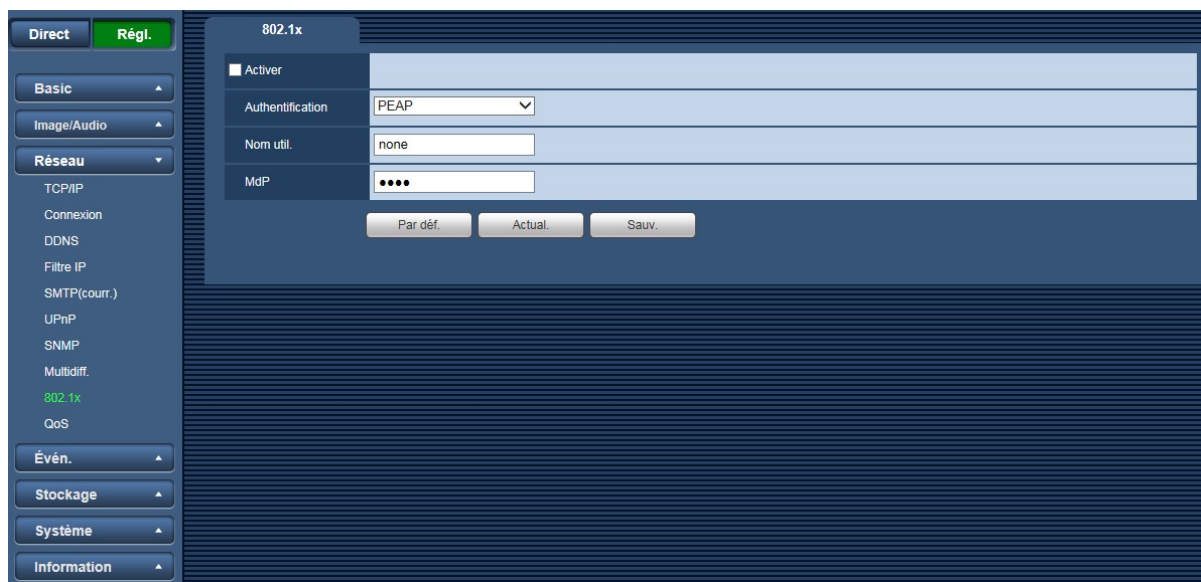 Direct
Régl.
Basic
Image/Audio
Réseau
TCP/IP
Connexion
DDNS
Filtre IP
SMTP(courr.)
UPnP
SNMP
Multidiff.
802.1x
QoS
Évén.
Stockage
Système
Information
802.1x
Activer
Authentification
PEAP
Nom util.
none
MdP
••••
Par déf.
Actual.
Sauv.